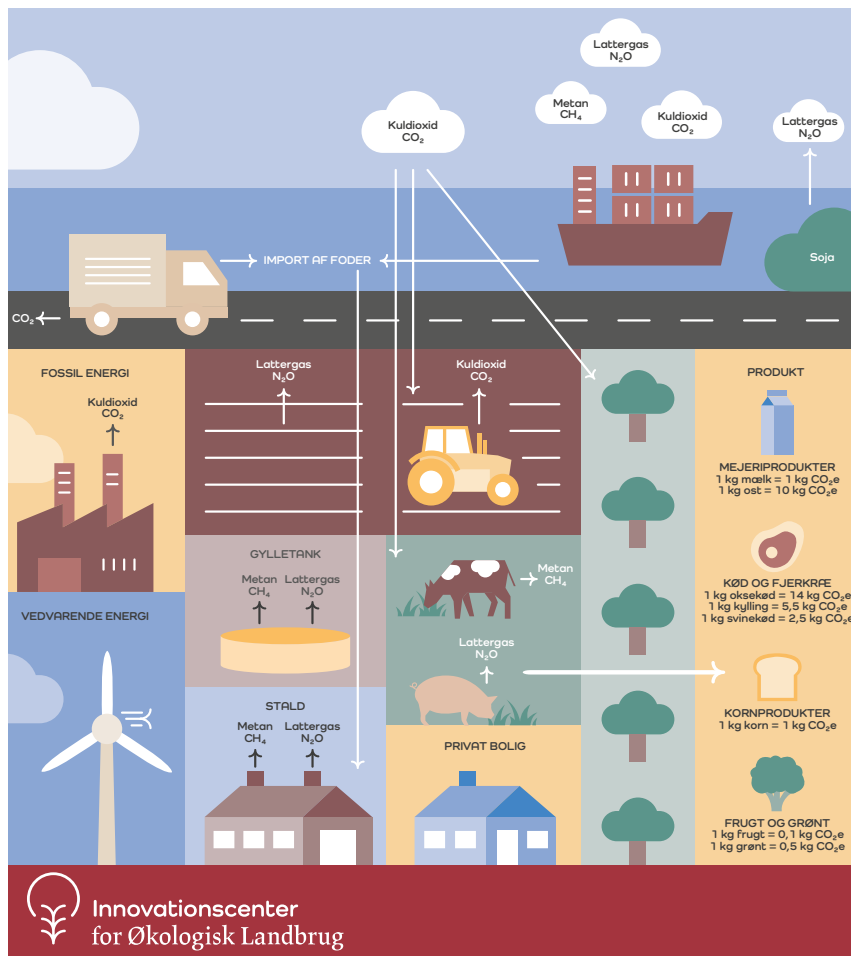 Lattergas
N₂O
Metan
CH₄
Kuldioxid
CO₂
Kuldioxid
CO₂
Lattergas
N₂O
Soja
IMPORT AF FODER
CO₂
FOSSIL ENERGI
Kuldioxid
CO₂
Lattergas
N₂O
Kuldioxid
CO₂
PRODUKT
MEJERIPRODUKTER
1 kg mælk = 1 kg CO₂e
1 kg ost = 10 kg CO₂e
GYLLETANK
Metan
CH₄
Lattergas
N₂O
Metan
CH₄
KØD OG FJERKRÆ
1 kg oksekød = 14 kg CO₂e
1 kg kylling = 5,5 kg CO₂e
1 kg svinekød = 2,5 kg CO₂e
VEDVARENDE ENERGI
Lattergas
N₂O
STALD
Metan
CH₄
Lattergas
N₂O
PRIVAT BOLIG
KORNPRODUKTER
1 kg korn = 1 kg CO₂e
FRUGT OG GRØNT
1 kg frugt = 0,1 kg CO₂e
1 kg grønt = 0,5 kg CO₂e
Innovationscenter
for Økologisk Landbrug